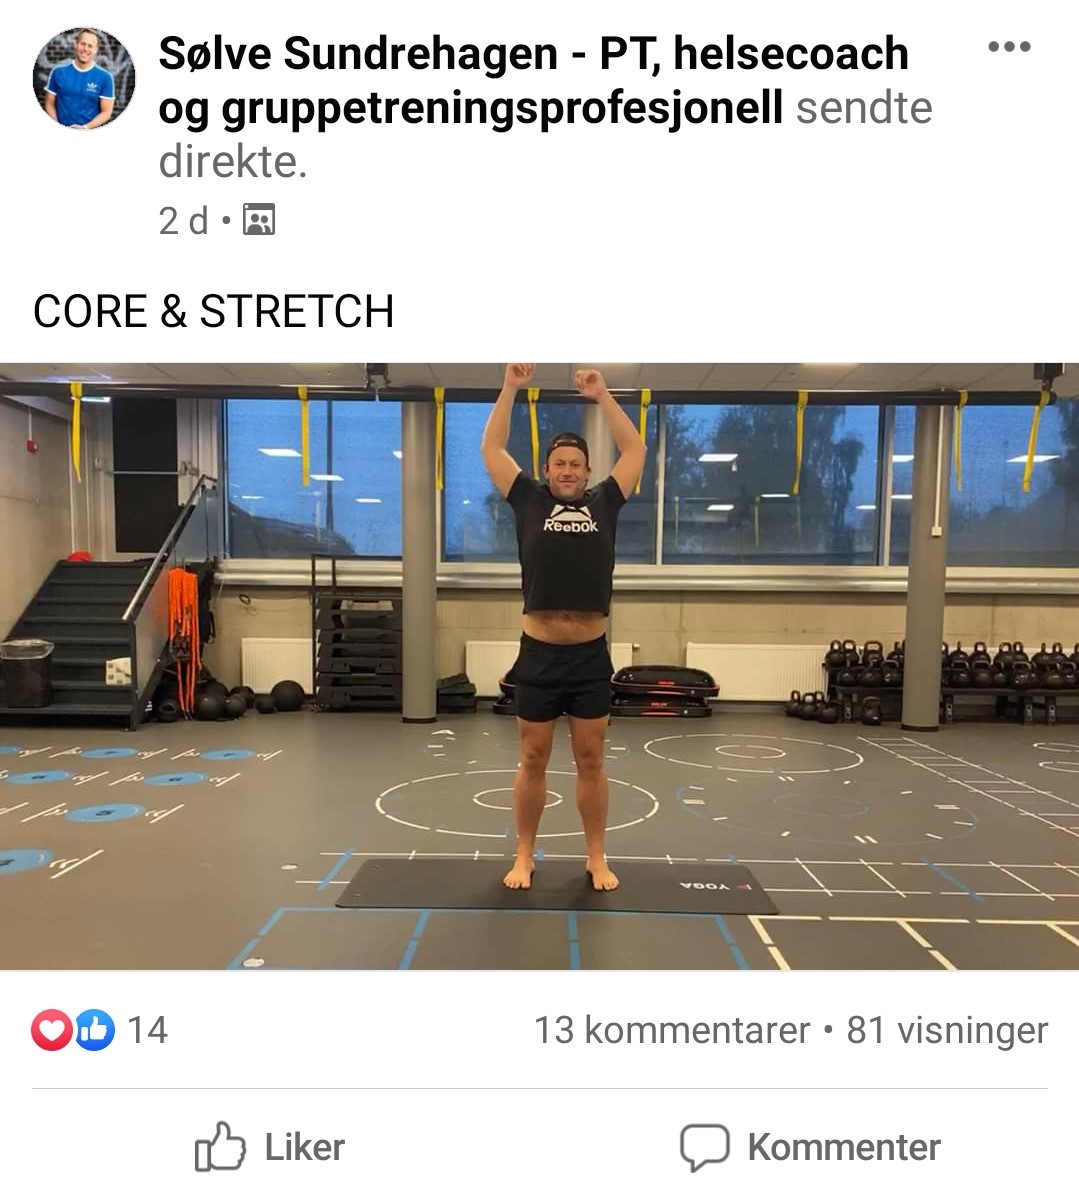 Sølve Sundrehagen - PT, helsecoach
og gruppetreningsprofesjonell sendte
direkte.
2 d •
CORE & STRETCH
Reebok
YOGA
14
13 kommentarer • 81 visninger
Liker
Kommenter